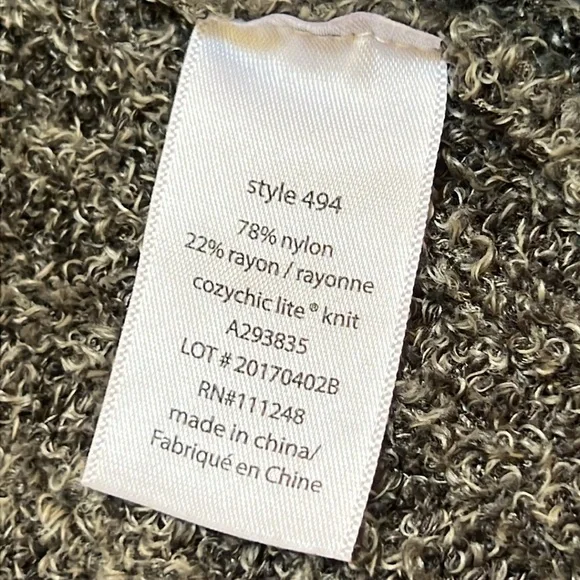 style 494
78% nylon
22% rayon / rayonne
cozychic lite® knit
A293835
LOT # 20170402B
RN#111248
made in china/
Fabriqué en Chine